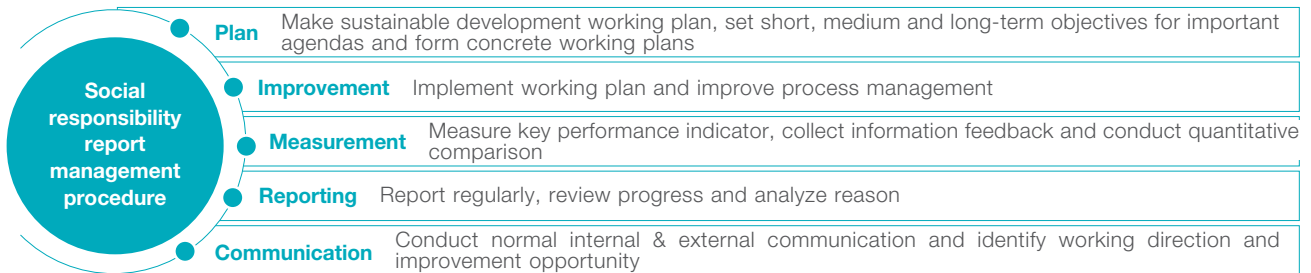 Social
responsibility
report
management
procedure
Plan Make sustainable development working plan, set short, medium and long-term objectives for important
agendas and form concrete working plans
Improvement Implement working plan and improve process management
Measurement Measure key performance indicator, collect information feedback and conduct quantitative
comparison
Reporting Report regularly, review progress and analyze reason
Communication Conduct normal internal & external communication and identify working direction and
improvement opportunity